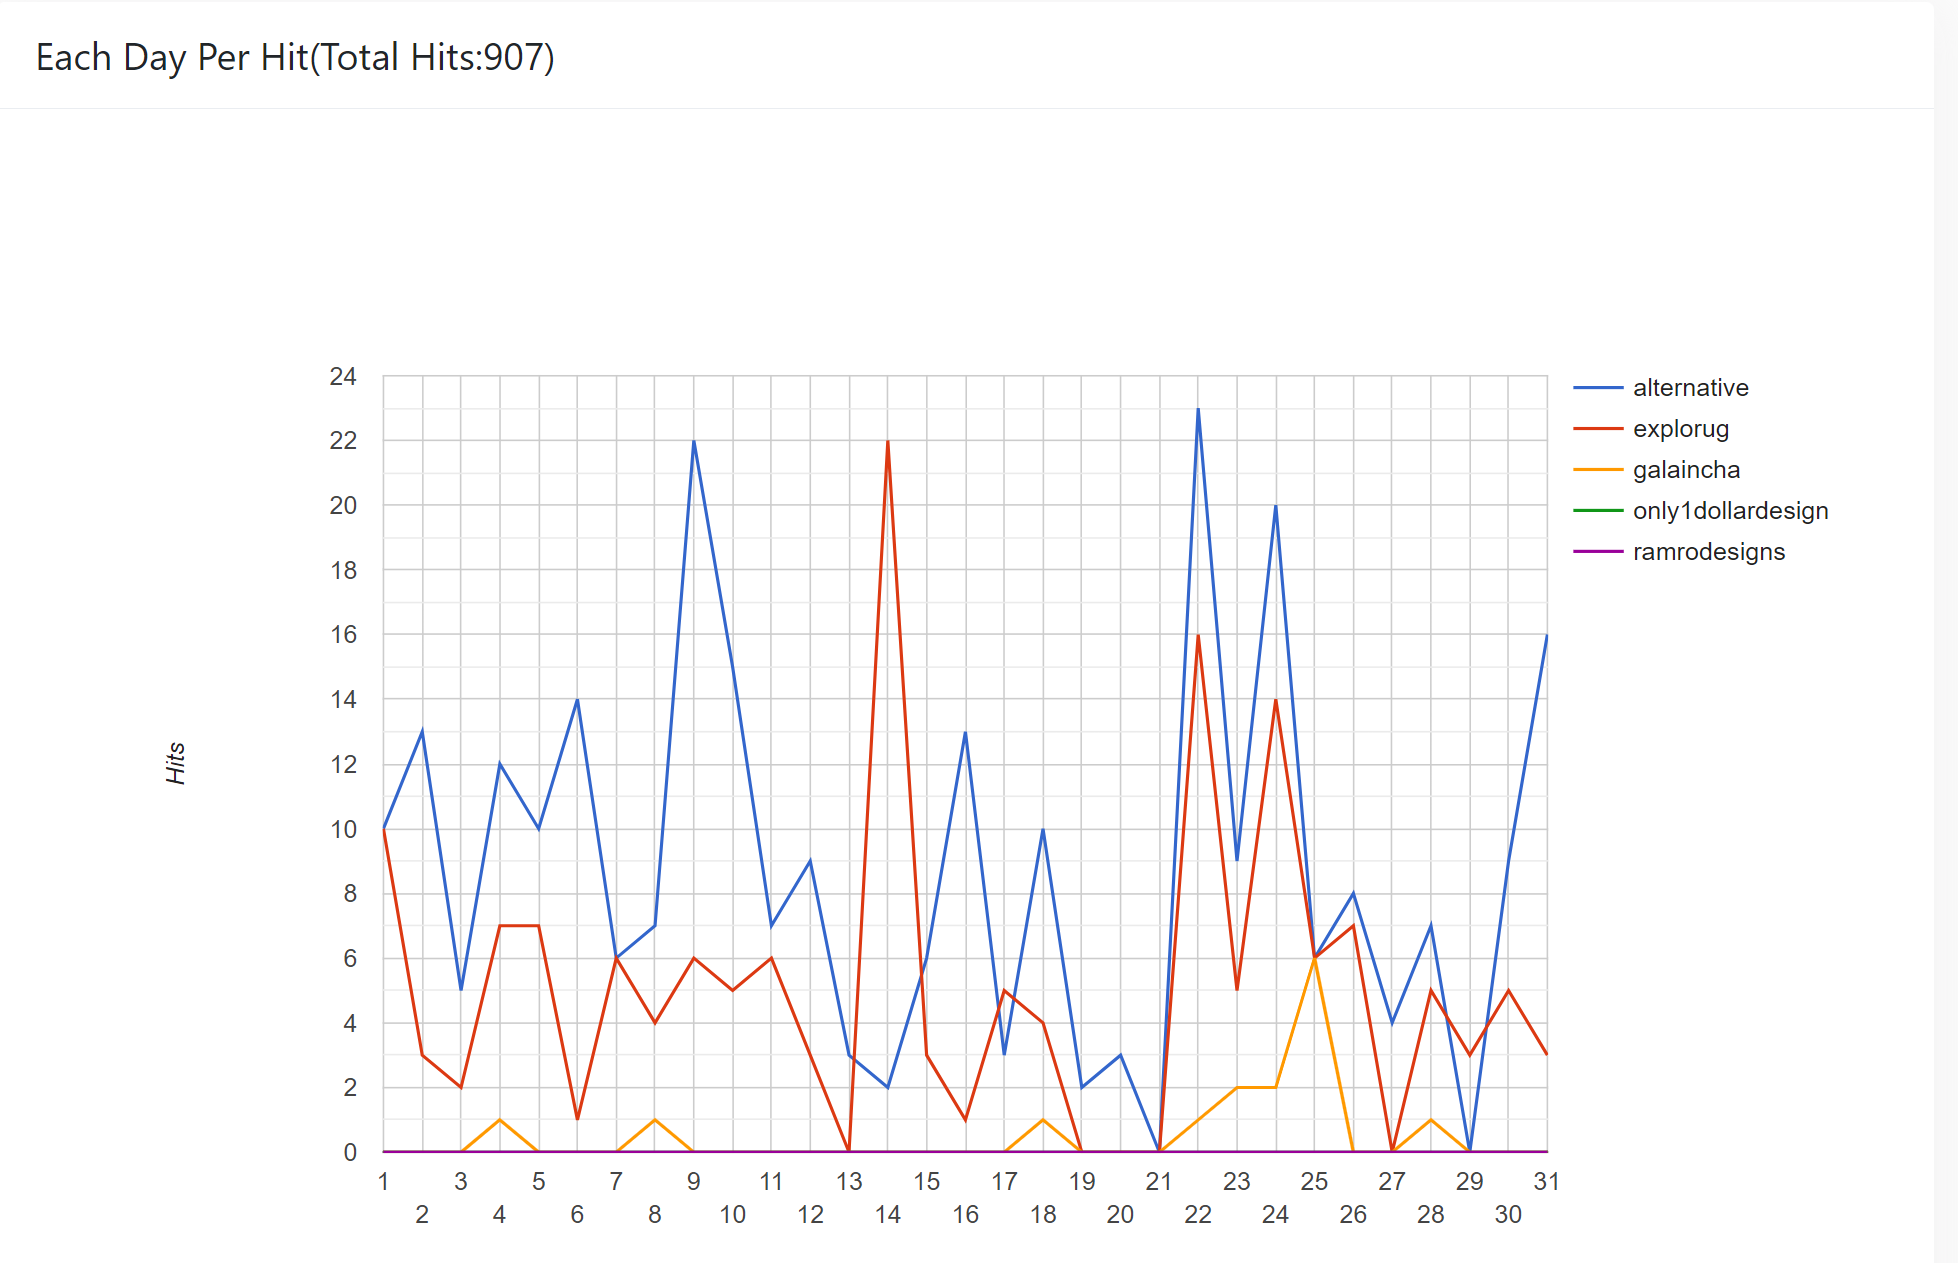 Each Day Per Hit(Total Hits:907)
24
22
20
18
16
14
12
10
8
6
4
2
0
Hits
alternative
explorug
galaincha
only1dollardesign
ramrodesigns
1 3 5 7 9 11 13 15 17 19 21 23 25 27 29 31
2 4 6 8 10 12 14 16 18 20 22 24 26 28 30